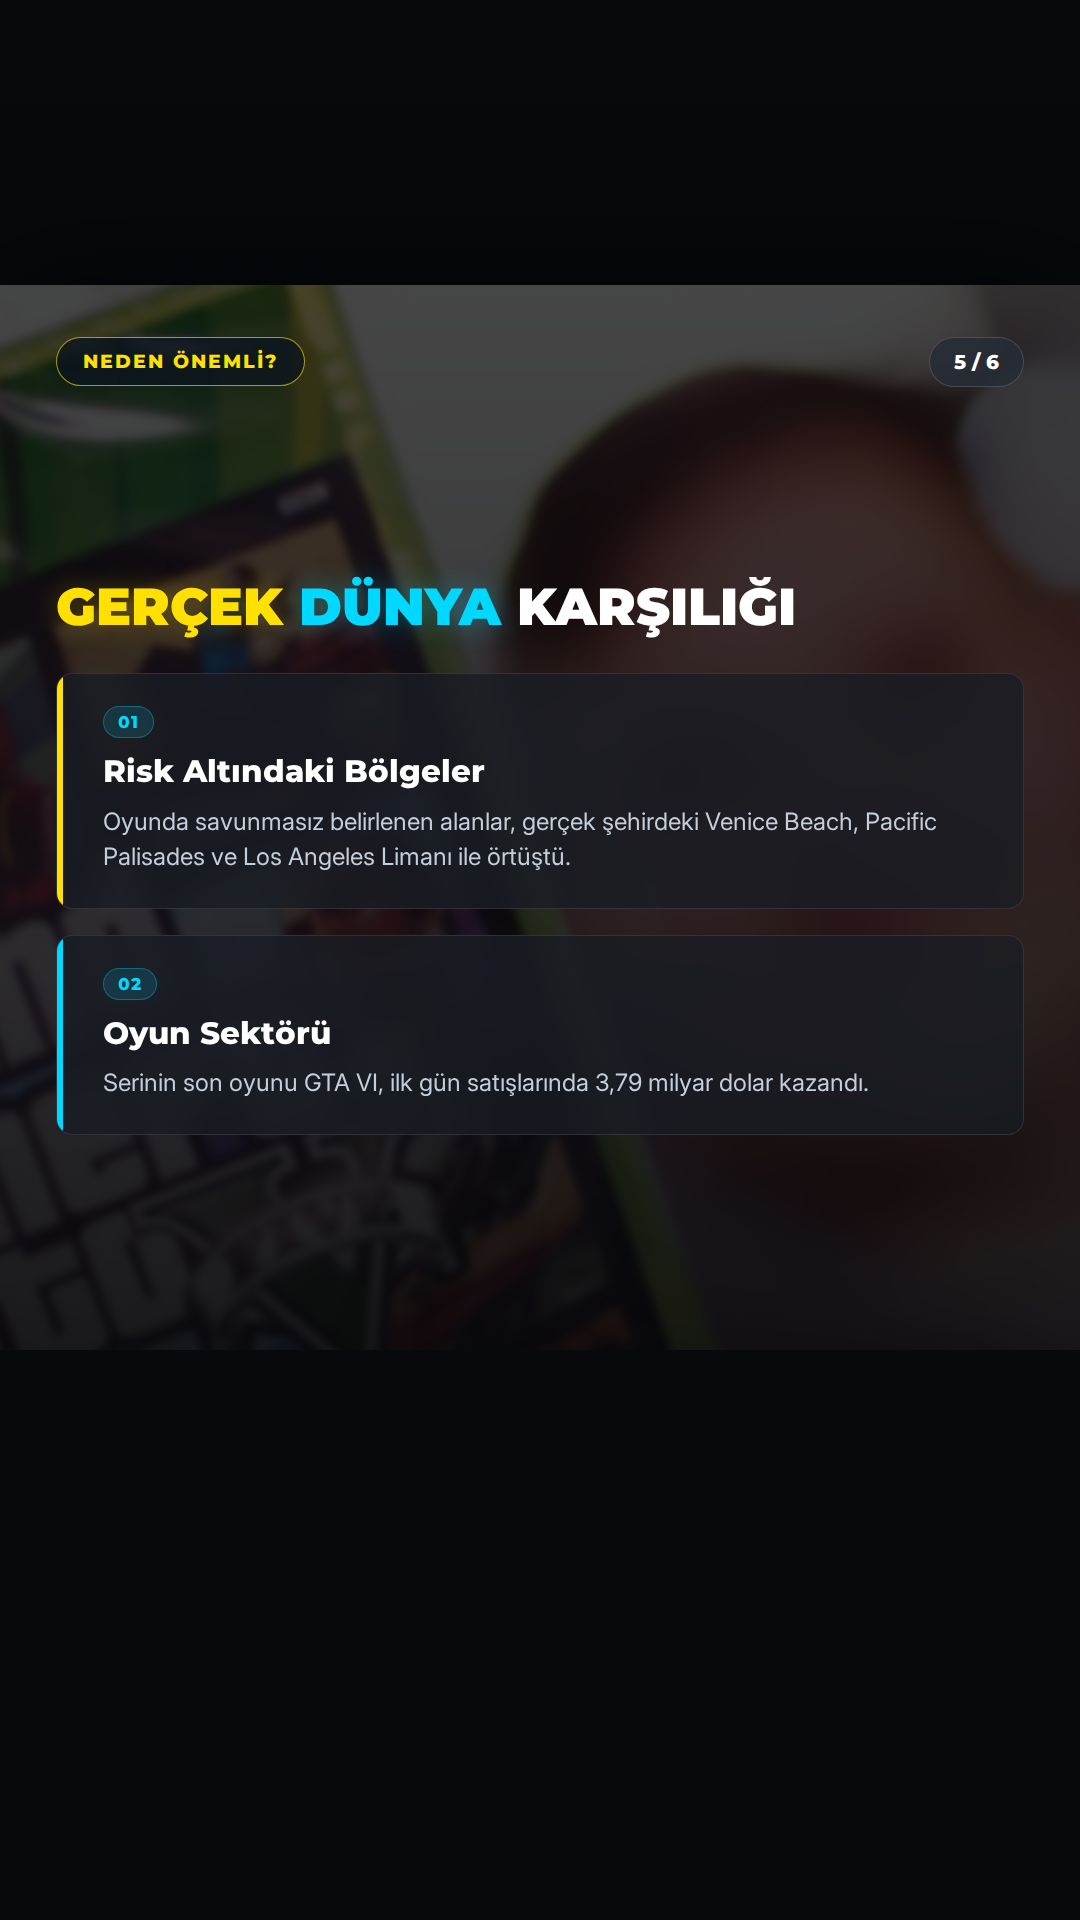 NEDEN ÖNEMLİ?
5 / 6
GERÇEK DÜNYA KARŞILIĞI
01
Risk Altındaki Bölgeler
Oyunda savunmasız belirlenen alanlar, gerçek şehirdeki Venice Beach, Pacific
Palisades ve Los Angeles Limanı ile örtüştü.
02
Oyun Sektörü
Serinin son oyunu GTA VI, ilk gün satışlarında 3,79 milyar dolar kazandı.